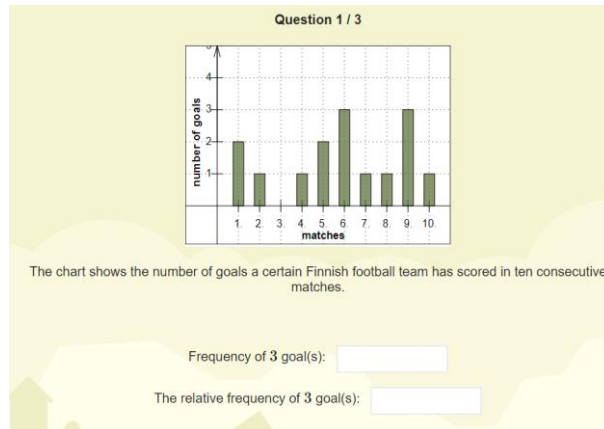 Question 1 / 3
5
4
3
2
1
number of goals
1. 2. 3. 4. 5. 6. 7. 8. 9. 10.
matches
The chart shows the number of goals a certain Finnish football team has scored in ten consecutive
matches.
Frequency of 3 goal(s):
The relative frequency of 3 goal(s):